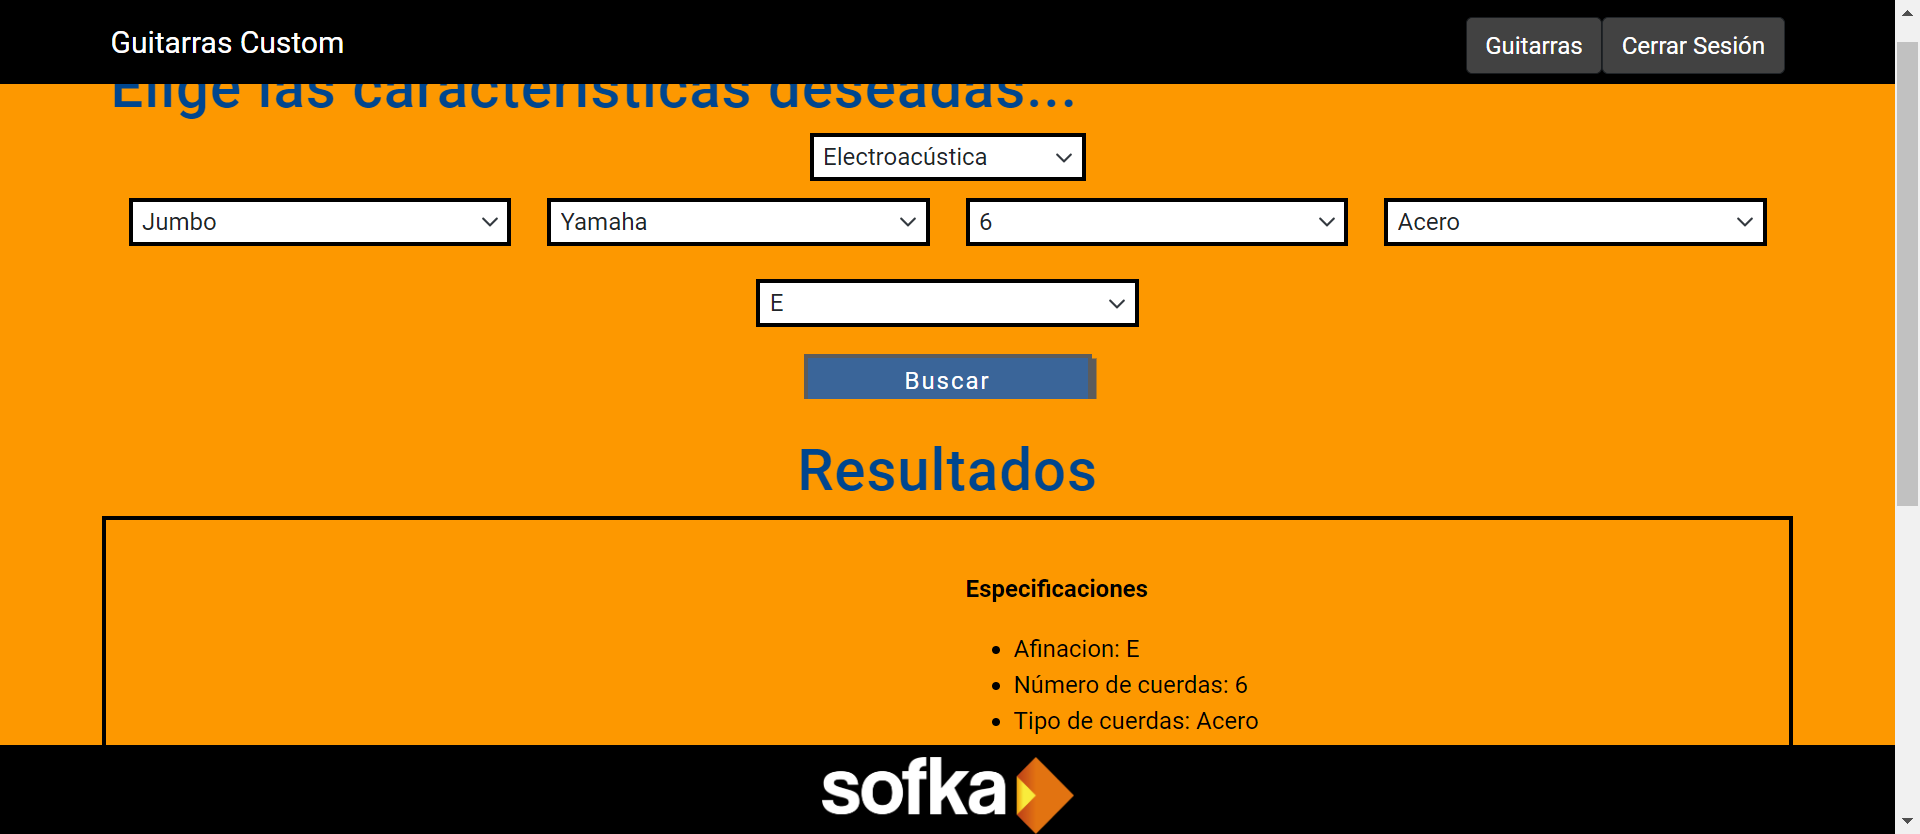 Guitarras Custom
Guitarras
Cerrar Sesión
Elige las características deseadas...
Electroacústica
Jumbo
Yamaha
6
Acero
E
Buscar
Resultados
Especificaciones
Afinacion: E
Número de cuerdas: 6
Tipo de cuerdas: Acero
sofka